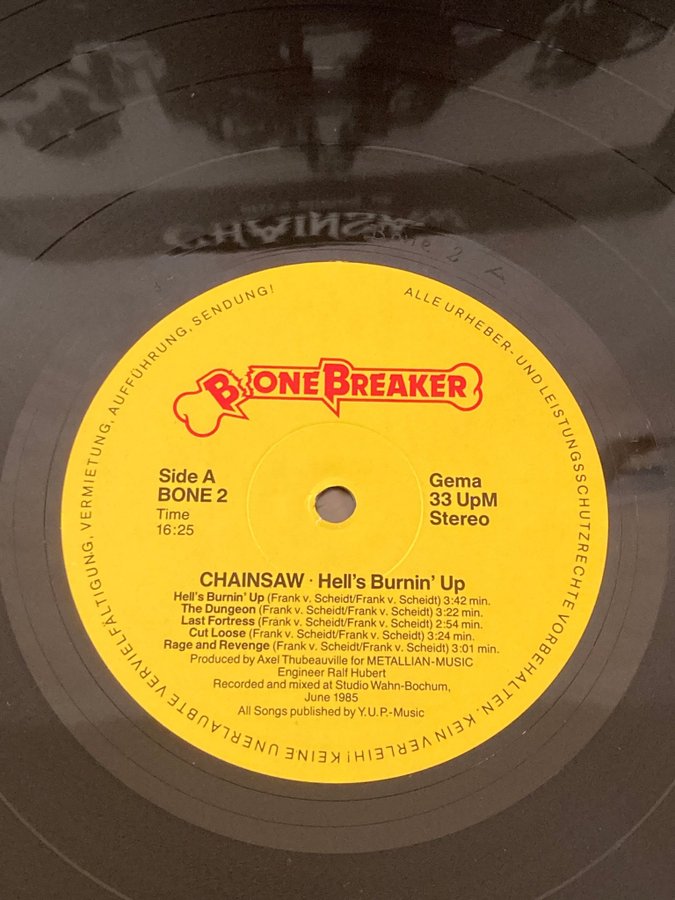 BONEBREAKER
Side A
BONE 2
Time
16:25
Gema
33 UpM
Stereo
CHAINSAW · Hell's Burnin' Up
Hell's Burnin' Up (Frank v. Scheidt/Frank v. Scheidt) 3:42 min.
The Dungeon (Frank v. Scheidt/Frank v. Scheidt) 3:22 min.
Last Fortress (Frank v. Scheidt/Frank v. Scheidt) 2:54 min.
Cut Loose (Frank v. Scheidt/Frank v. Scheidt) 3:24 min.
Rage and Revenge (Frank v. Scheidt/Frank v. Scheidt) 3:01 min.
Produced by Axel Thubeauville for METALLIAN-MUSIC
Engineer Ralf Hubert
Recorded and mixed at Studio Wahn-Bochum,
June 1985
All Songs published by Y.U.P.-Music
ALLE URHEBER- UND LEISTUNGSSCHUTZRECHTE VORBEHALTEN. KEIN VERLEIH! KEINE UNERLAUBTE VERVIELFÄLTIGUNG, VERMIETUNG, AUFFÜHRUNG, SENDUNG!
Bone 2 A
CHAINSAW